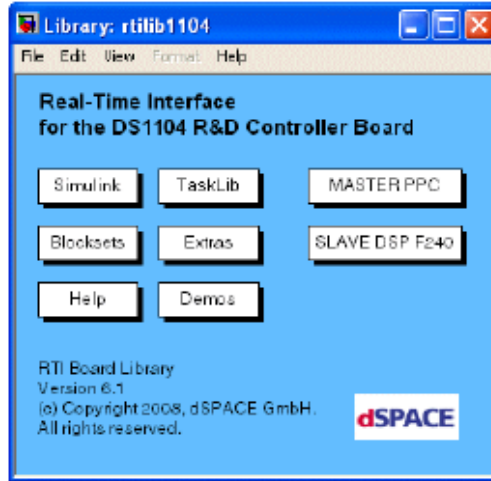 Library: rtilib1104
File Edit View Format Help
Real-Time Interface
for the DS1104 R&D Controller Board
Simulink TaskLib MASTER PPC
Blocksets Extras SLAVE DSP F240
Help Demos
RTI Board Library
Version 6.1
(c) Copyright 2008, dSPACE GmbH.
All rights reserved.
dSPACE